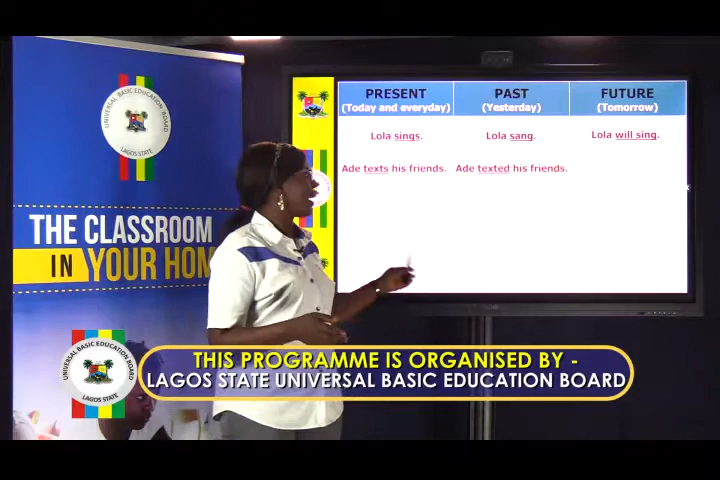 UNIVERSAL BASIC EDUCATION BOARD
LAGOS STATE
THE CLASSROOM
IN YOUR HOM
PRESENT
(Today and everyday)
PAST
(Yesterday)
FUTURE
(Tomorrow)
Lola sings.
Lola sang.
Lola will sing.
Ade texts his friends.
Ade texted his friends.
UNIVERSAL BASIC EDUCATION BOARD
LAGOS STATE
THIS PROGRAMME IS ORGANISED BY -
LAGOS STATE UNIVERSAL BASIC EDUCATION BOARD